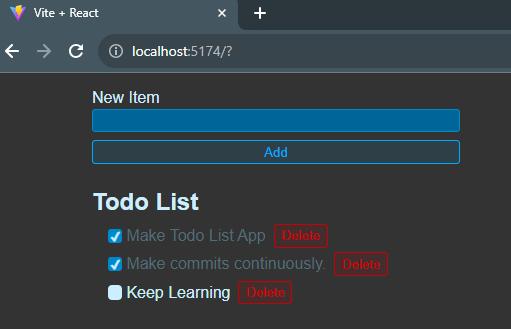 Vite + React
localhost:5174/?
New Item
Add
Todo List
Make Todo List App Delete
Make commits continuously. Delete
Keep Learning Delete